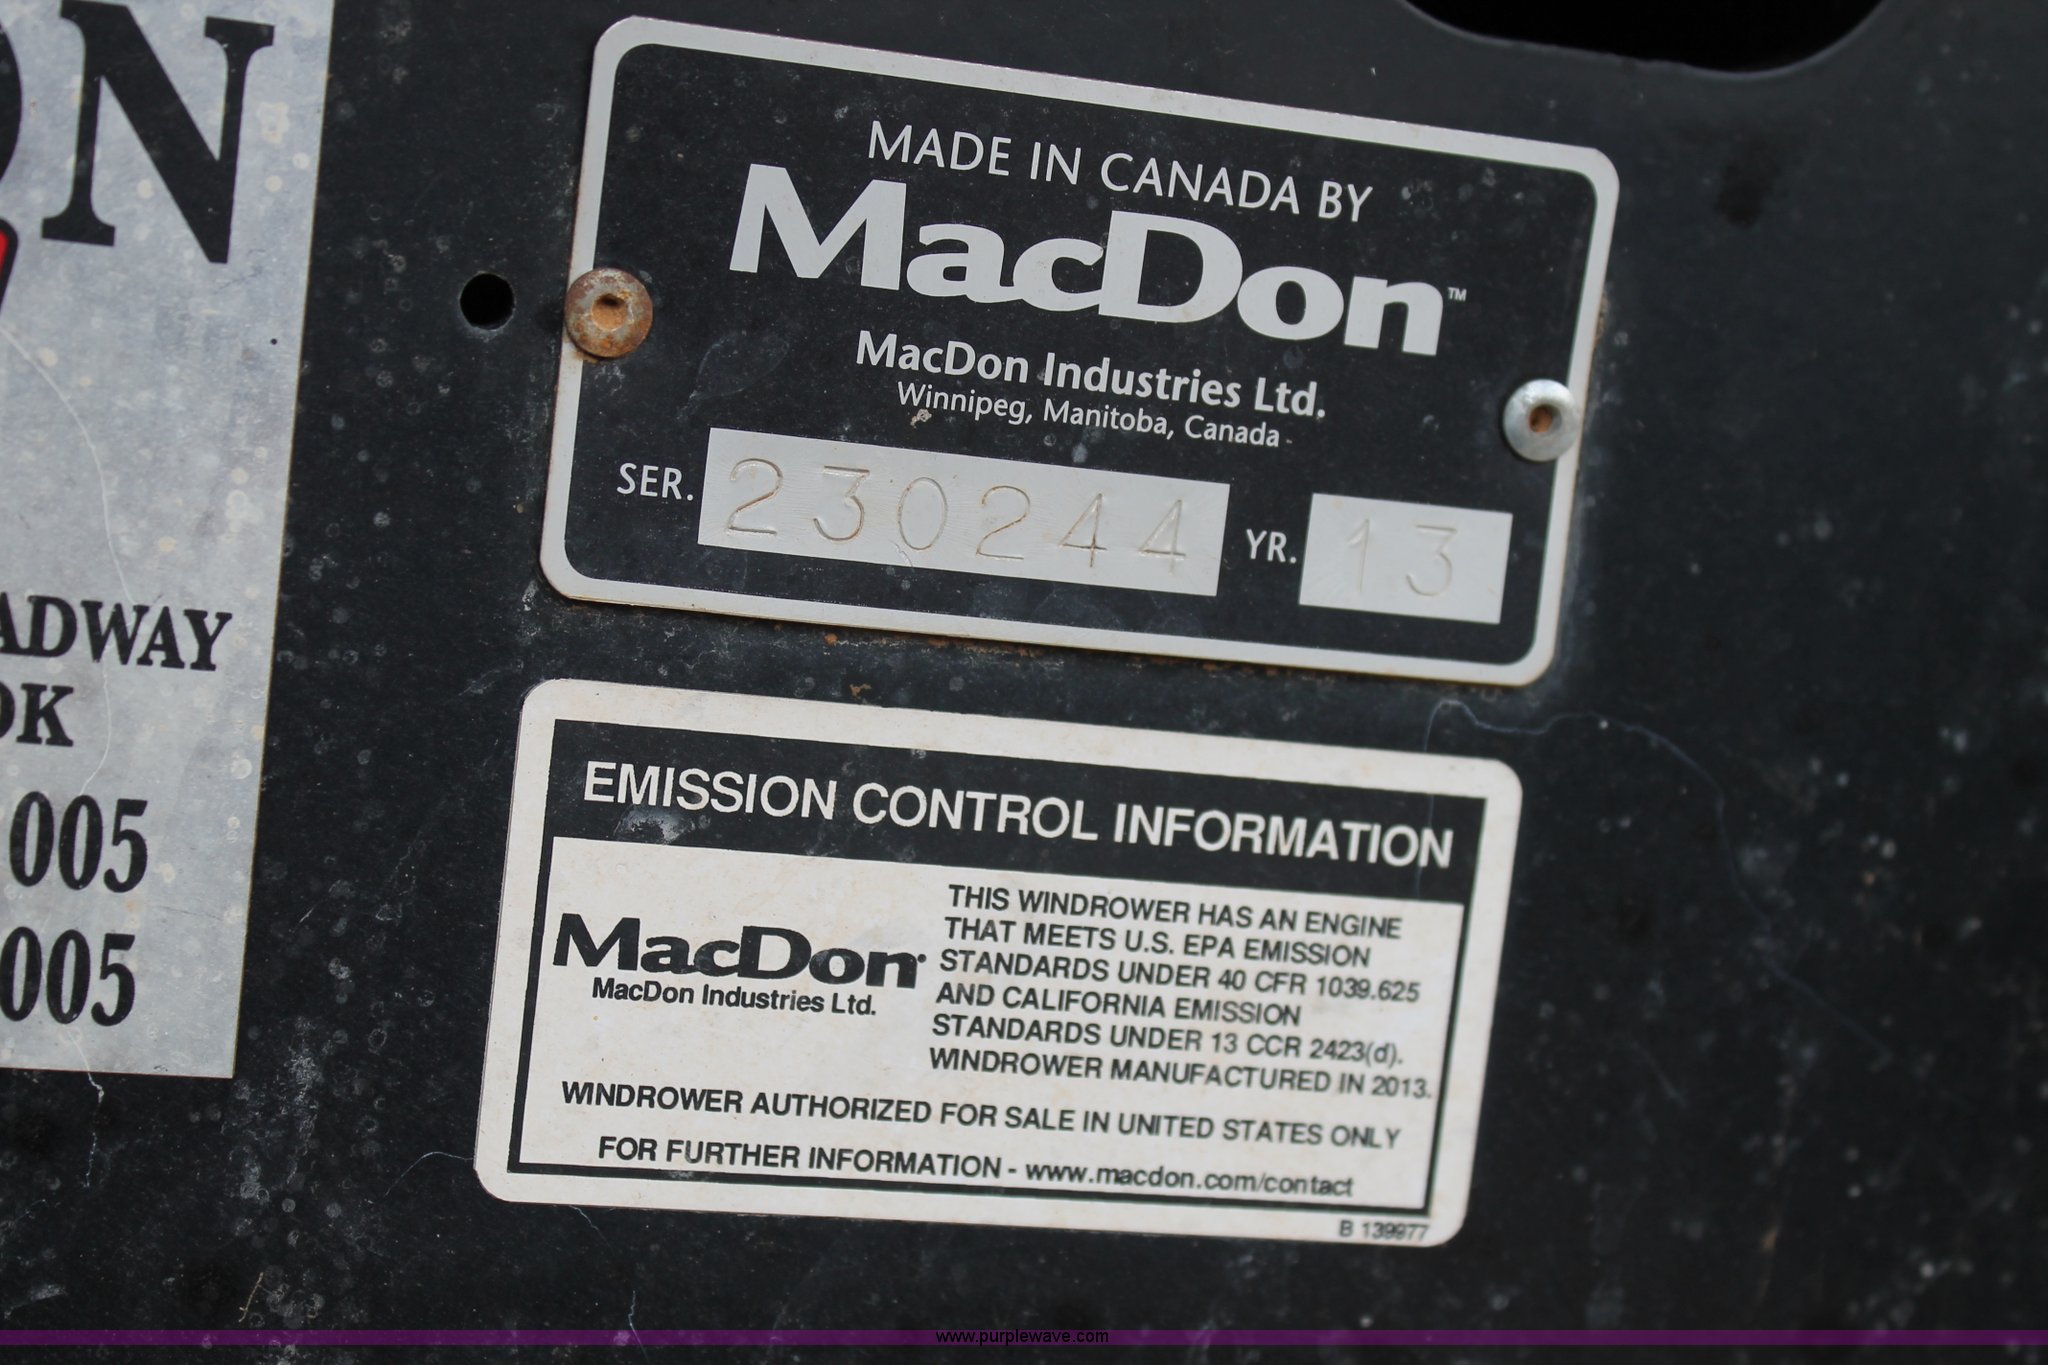 ON
ADWAY
OK
005
005
MADE IN CANADA BY
MacDon™
MacDon Industries Ltd.
Winnipeg, Manitoba, Canada
SER. 230244 YR. 13
EMISSION CONTROL INFORMATION
MacDon
MacDon Industries Ltd.
THIS WINDROWER HAS AN ENGINE
THAT MEETS U.S. EPA EMISSION
STANDARDS UNDER 40 CFR 1039.625
AND CALIFORNIA EMISSION
STANDARDS UNDER 13 CCR 2423(d).
WINDROWER MANUFACTURED IN 2013.
WINDROWER AUTHORIZED FOR SALE IN UNITED STATES ONLY
FOR FURTHER INFORMATION - www.macdon.com/contact
B 139977
www.purplewave.com